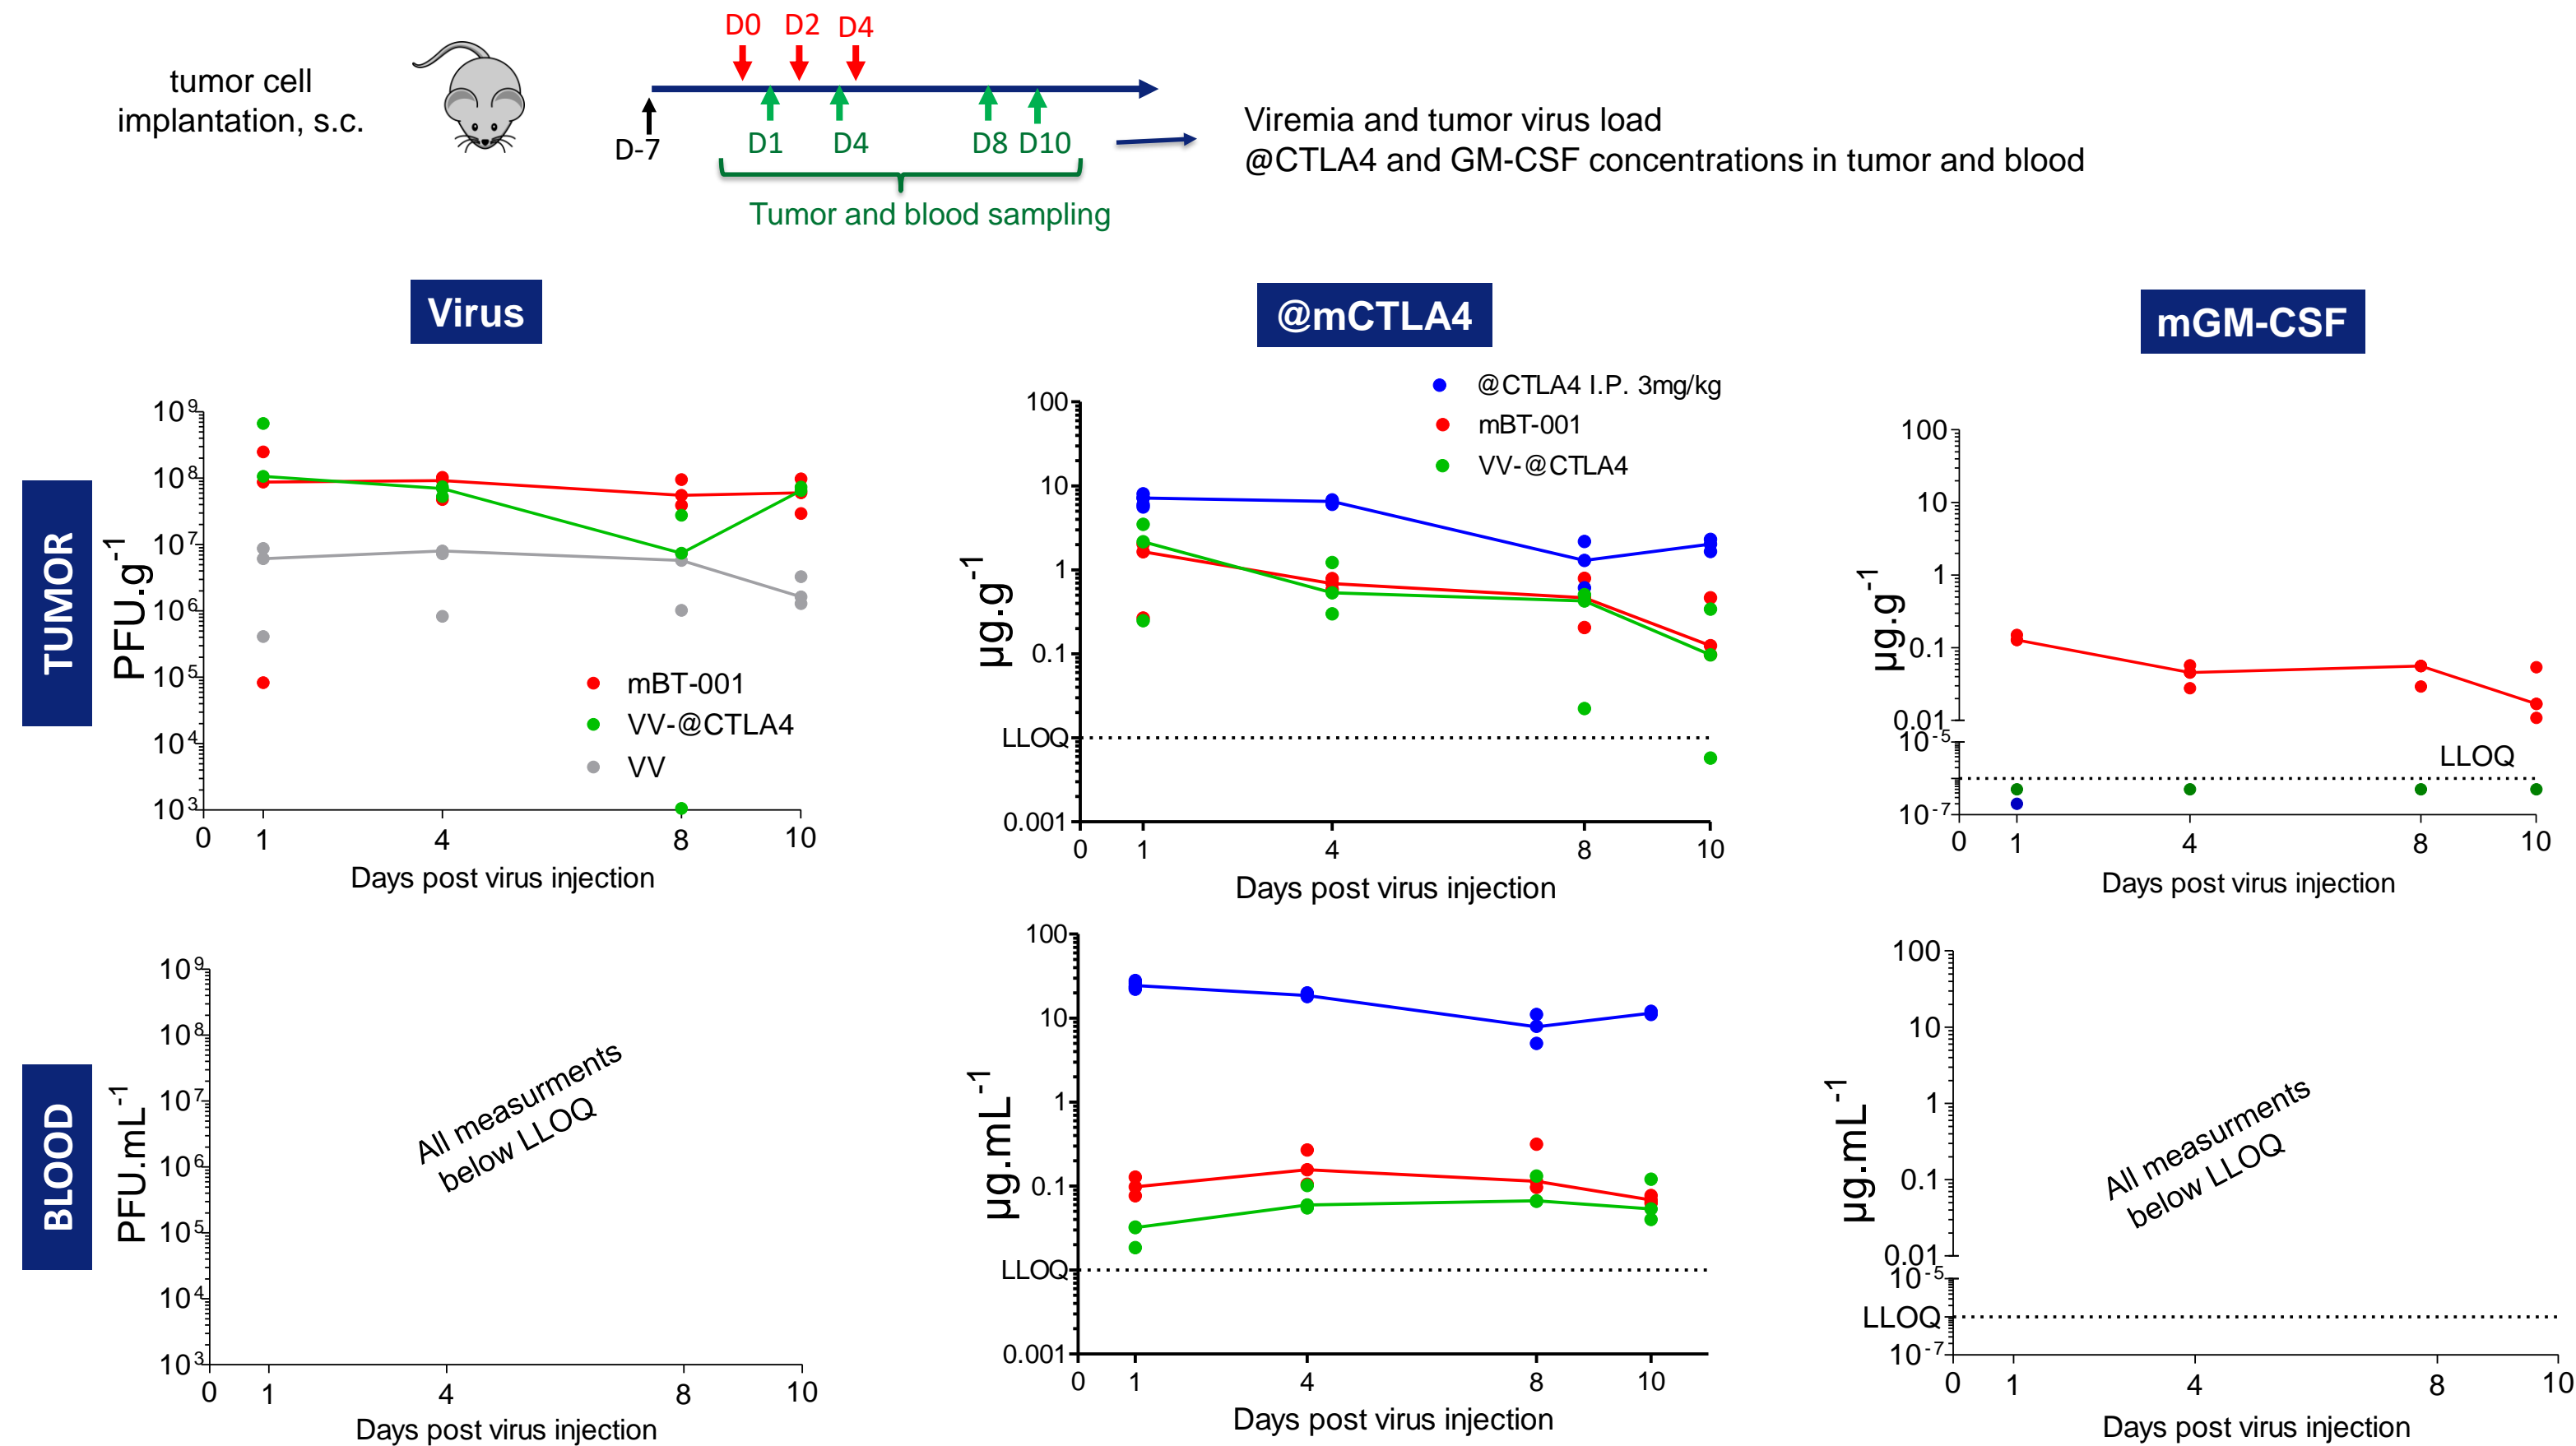 D0 D2 D4
tumor cell
implantation, s.c.
D-7
D1 D4 D8 D10
Tumor and blood sampling
Viremia and tumor virus load
@CTLA4 and GM-CSF concentrations in tumor and blood
Virus
@mCTLA4
mGM-CSF
TUMOR
PFU.g⁻¹
10⁹
10⁸
10⁷
10⁶
10⁵
10⁴
10³
mBT-001
VV-@CTLA4
VV
0 1 4 8 10
Days post virus injection
@CTLA4 I.P. 3mg/kg
mBT-001
VV-@CTLA4
µg.g⁻¹
100
10
1
0.1
LLOQ
0.001
0 1 4 8 10
Days post virus injection
µg.g⁻¹
100
10
1
0.1
0.01
10⁻⁵
LLOQ
10⁻⁷
0 1 4 8 10
Days post virus injection
BLOOD
PFU.mL⁻¹
10⁹
10⁸
10⁷
10⁶
10⁵
10⁴
10³
All measurments
below LLOQ
0 1 4 8 10
Days post virus injection
µg.mL⁻¹
100
10
1
0.1
LLOQ
0.001
0 1 4 8 10
Days post virus injection
µg.mL⁻¹
100
10
1
0.1
0.01
10⁻⁵
LLOQ
10⁻⁷
All measurments
below LLOQ
0 1 4 8 10
Days post virus injection